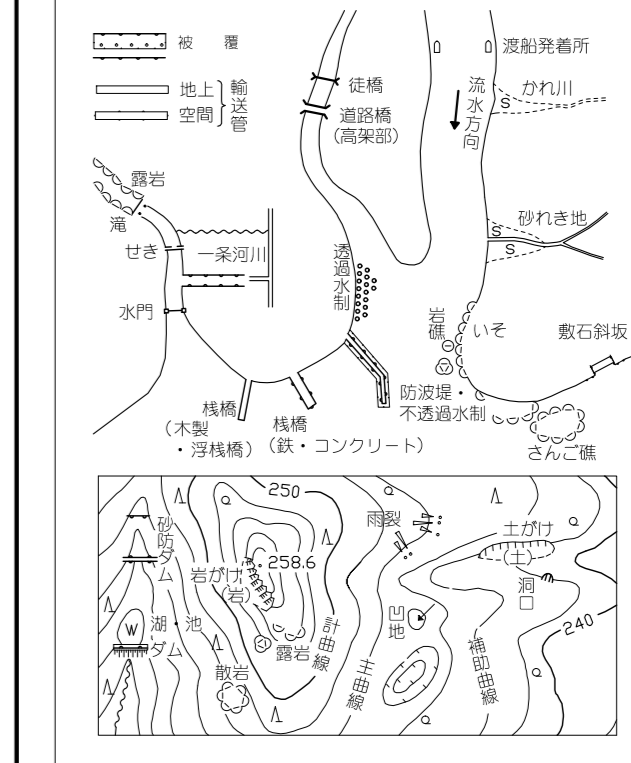 被 覆
地上
空間
輸送管
徒橋
道路橋
(高架部)
渡船発着所
流水方向
かれ川
S
露岩
滝
せき
一条河川
水門
透過水制
砂れき地
S
S
岩礁
いそ
敷石斜坂
桟橋
(木製
・浮桟橋)
桟橋
(鉄・コンクリート)
防波堤・
不透過水制
さんご礁
250
雨裂
土がけ
(土)
砂防ダム
258.6
岩がけ
(岩)
洞口
湖・池
W
ダム
計曲線
凹地
240
露岩
主曲線
補助曲線
散岩